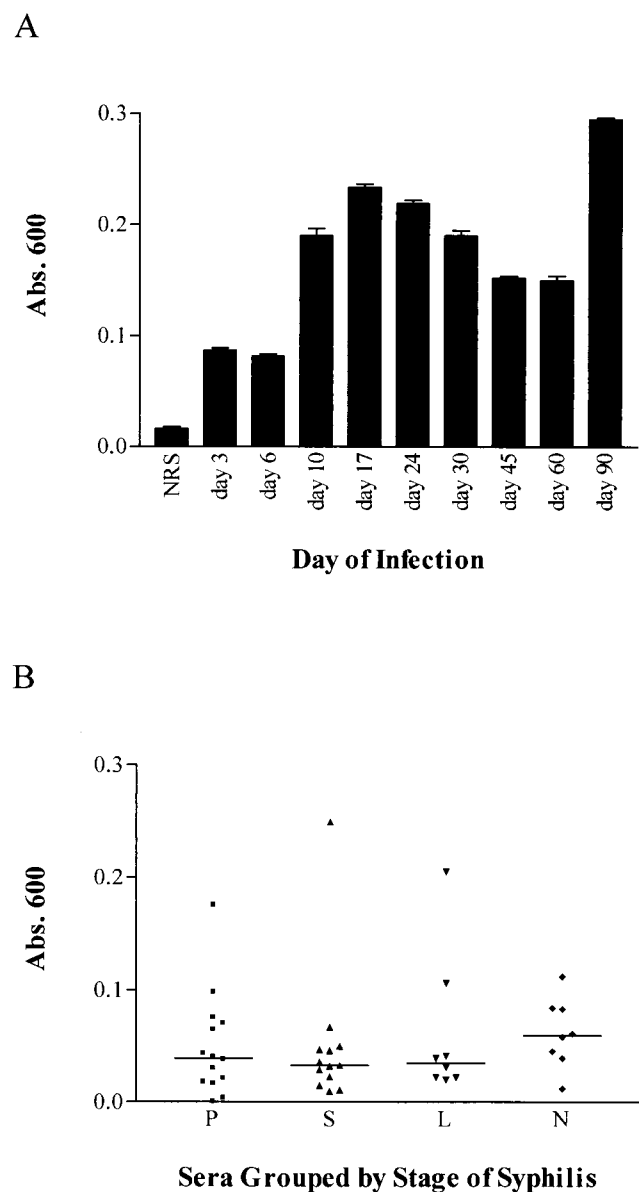 A
0.3
0.2
0.1
0.0
Abs. 600
NRS
day 3
day 6
day 10
day 17
day 24
day 30
day 45
day 60
day 90
Day of Infection
B
0.3
0.2
0.1
0.0
Abs. 600
P S L N
Sera Grouped by Stage of Syphilis